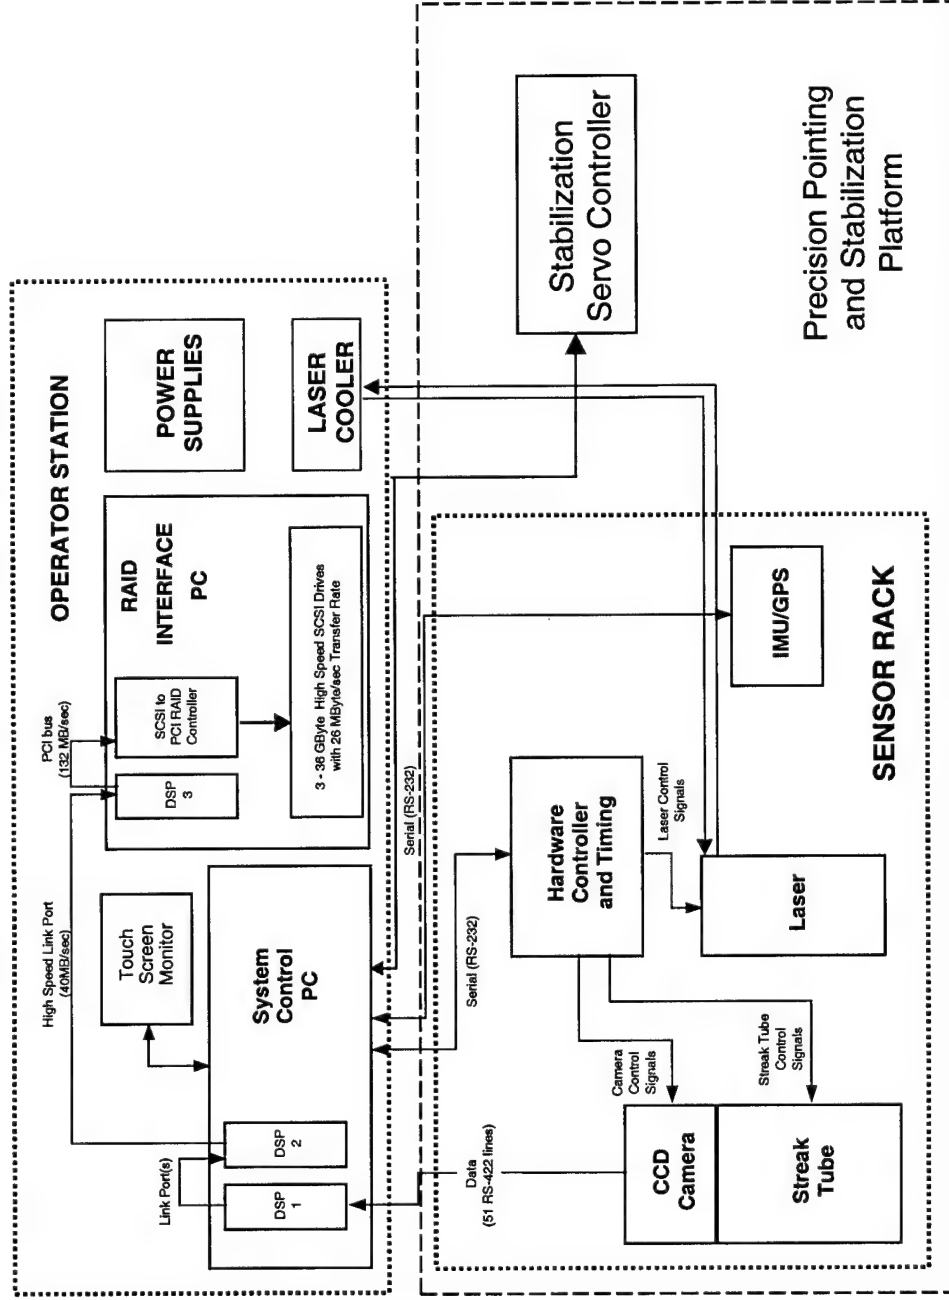 OPERATOR STATION
High Speed Link Port
(40MB/sec)
PCI bus
(132 MB/sec)
Link Port(s)
DSP
1
DSP
2
System
Control
PC
Touch
Screen
Monitor
DSP
3
SCSI to
PCI RAID
Controller
RAID
INTERFACE
PC
3 - 36 GByte High Speed SCSI Drives
with 26 MByte/sec Transfer Rate
POWER
SUPPLIES
LASER
COOLER
Serial (RS-232)
Serial (RS-232)
Data
(51 RS-422 lines)
Stabilization
Servo Controller
Hardware
Controller
and Timing
Camera
Control
Signals
Streak Tube
Control
Signals
Laser Control
Signals
CCD
Camera
Streak
Tube
Laser
IMU/GPS
SENSOR RACK
Precision Pointing
and Stabilization
Platform